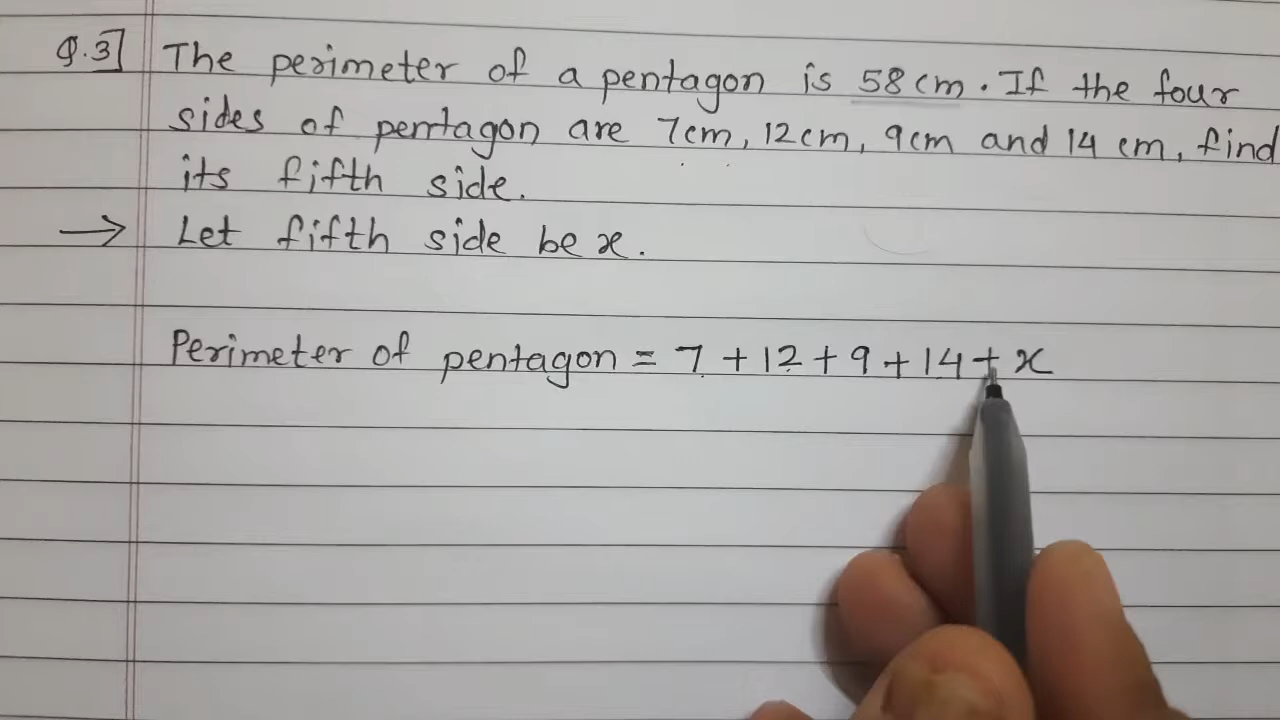 Q.3] The perimeter of a pentagon is 58 cm. If the four
sides of pentagon are 7cm, 12cm, 9cm and 14 cm, find
its fifth side.
→ Let fifth side be x.
Perimeter of pentagon = 7 + 12 + 9 + 14 + x